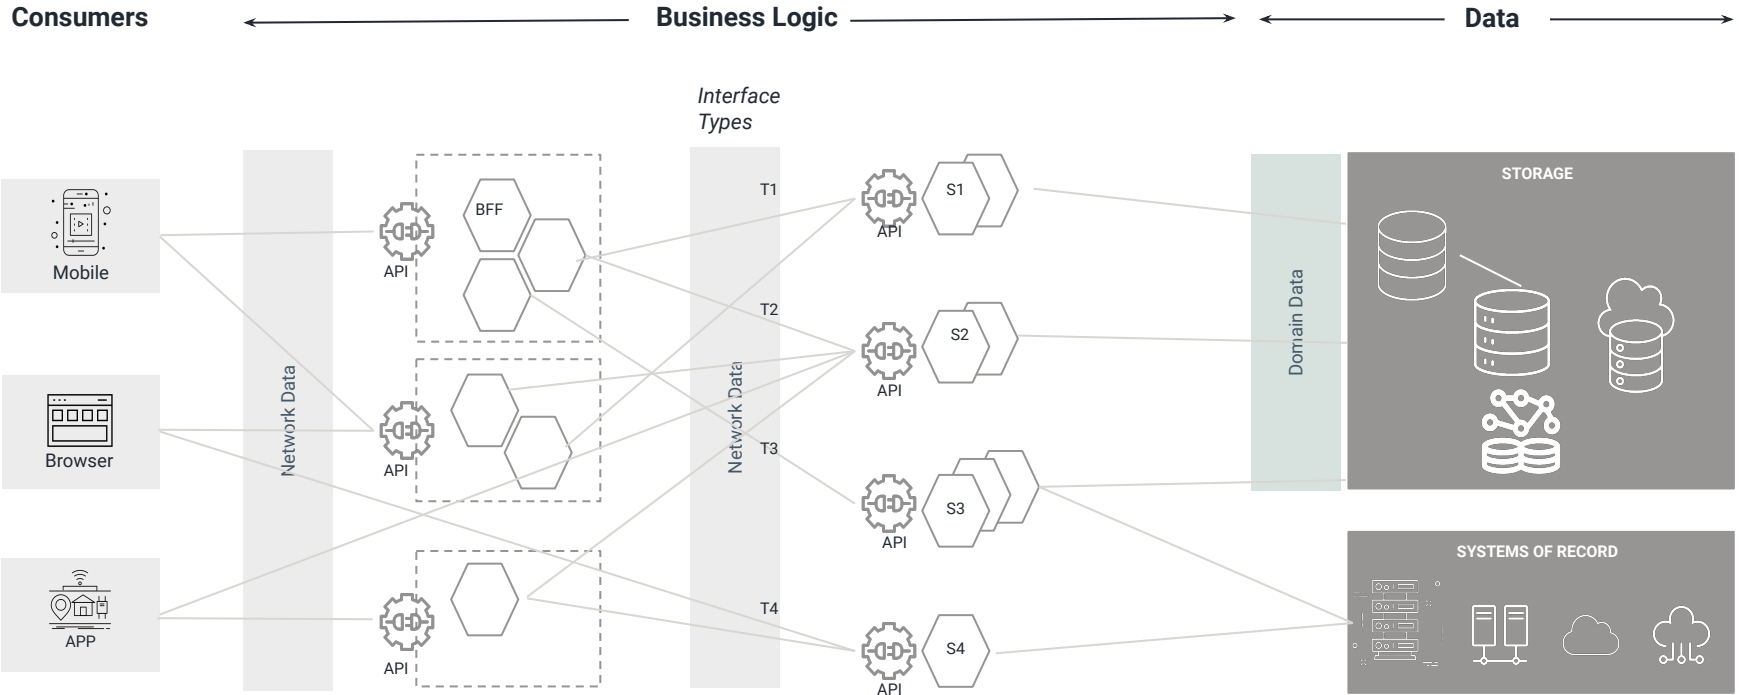 Consumers
Business Logic
Data
Interface
Types
STORAGE
T1
S1
BFF
API
Mobile
API
T2
S2
Domain Data
API
Network Data
Network Data
T3
Browser
API
S3
API
SYSTEMS OF RECORD
T4
APP
S4
API
API